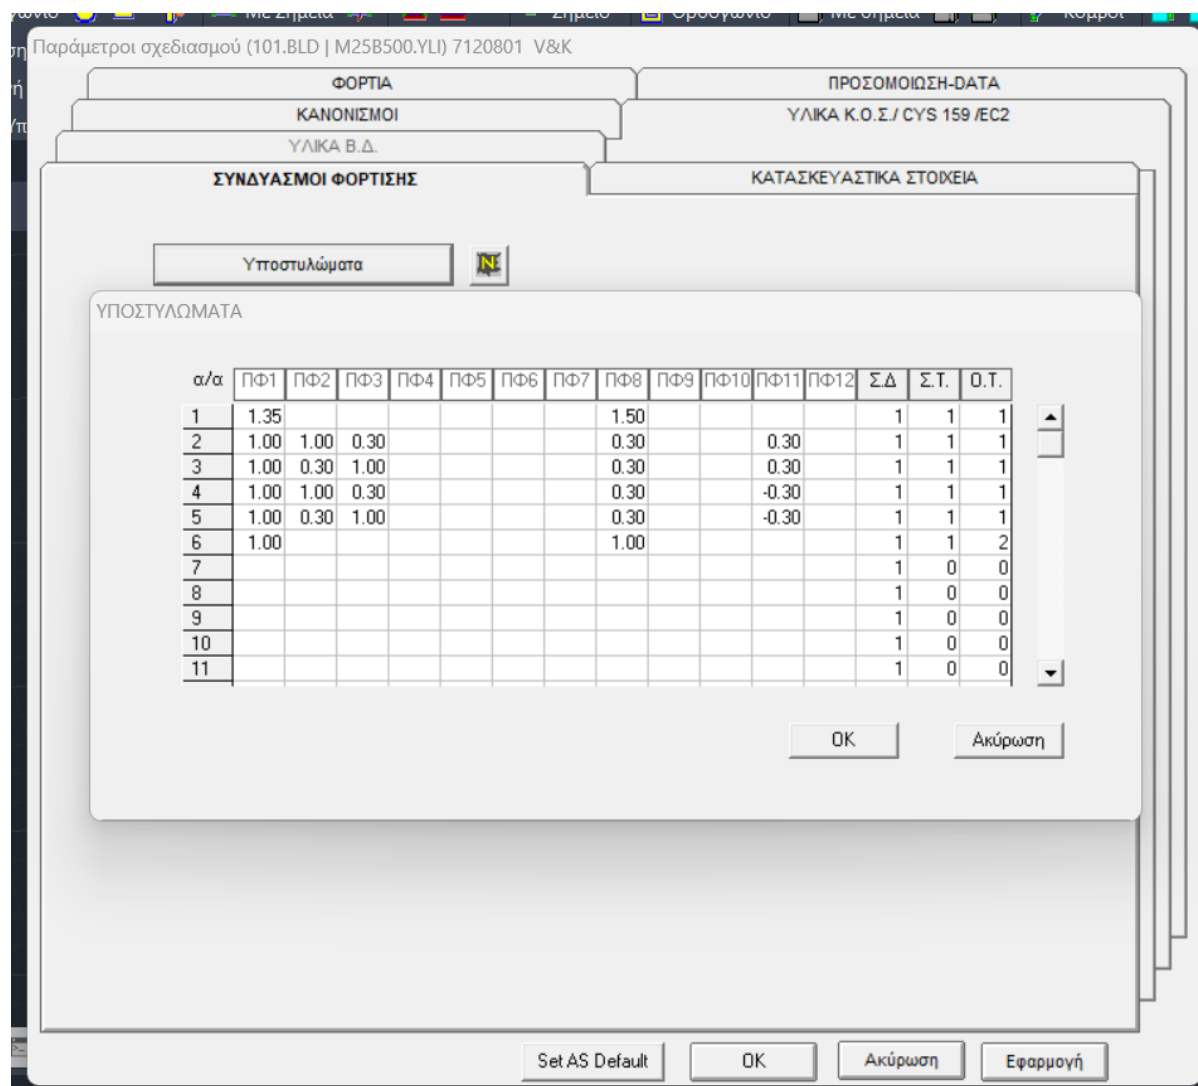 Με Σημεία Σημείο Ορθογώνιο Με σημεία Κόμβοι
Παράμετροι σχεδιασμού (101.BLD | M25B500.YLI) 7120801 V&K
ΦΟΡΤΙΑ ΠΡΟΣΟΜΟΙΩΣΗ-DATA
ΚΑΝΟΝΙΣΜΟΙ ΥΛΙΚΑ Κ.Ο.Σ./ CYS 159 /EC2
ΥΛΙΚΑ Β.Δ.
ΣΥΝΔΥΑΣΜΟΙ ΦΟΡΤΙΣΗΣ ΚΑΤΑΣΚΕΥΑΣΤΙΚΑ ΣΤΟΙΧΕΙΑ
Υποστυλώματα N
ΥΠΟΣΤΥΛΩΜΑΤΑ
α/α ΠΦ1 ΠΦ2 ΠΦ3 ΠΦ4 ΠΦ5 ΠΦ6 ΠΦ7 ΠΦ8 ΠΦ9 ΠΦ10 ΠΦ11 ΠΦ12 Σ.Δ Σ.Τ. Ο.Τ.
1 1.35 1.50 1 1 1
2 1.00 1.00 0.30 0.30 0.30 1 1 1
3 1.00 0.30 1.00 0.30 0.30 1 1 1
4 1.00 1.00 0.30 0.30 -0.30 1 1 1
5 1.00 0.30 1.00 0.30 -0.30 1 1 1
6 1.00 1.00 1 1 2
7 1 0 0
8 1 0 0
9 1 0 0
10 1 0 0
11 1 0 0
OK Ακύρωση
Set AS Default OK Ακύρωση Εφαρμογή